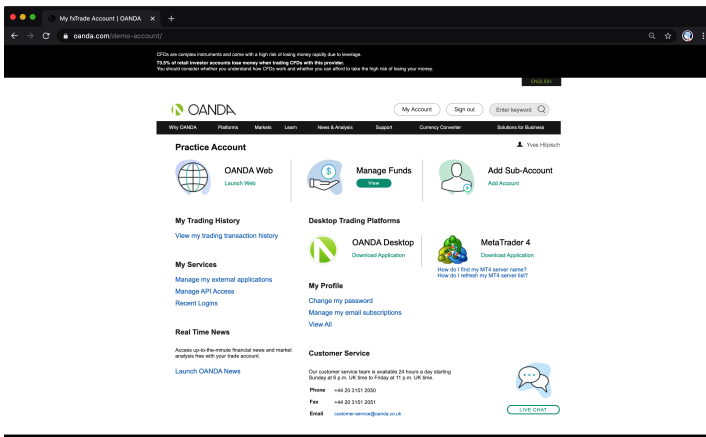 My fxTrade Account | OANDA
oanda.com/demo-account/
CFDs are complex instruments and come with a high risk of losing money rapidly due to leverage.
73.5% of retail investor accounts lose money when trading CFDs with this provider.
You should consider whether you understand how CFDs work and whether you can afford to take the high risk of losing your money.
ENGLISH
OANDA
My Account
Sign out
Enter keyword
Why OANDA Platforms Markets Learn News & Analysis Support Currency Converter Solutions for Business
Practice Account
Yves Hilpisch
OANDA Web
Launch Web
$
Manage Funds
View
Add Sub-Account
Add Account
My Trading History
View my trading transaction history
Desktop Trading Platforms
OANDA Desktop
Download Application
MetaTrader 4
Download Application
How do I find my MT4 server name?
How do I refresh my MT4 server list?
My Services
Manage my external applications
Manage API Access
Recent Logins
My Profile
Change my password
Manage my email subscriptions
View All
Real Time News
Access up-to-the-minute financial news and market
analysis free with your trade account.
Launch OANDA News
Customer Service
Our customer service team is available 24 hours a day starting
Sunday at 6 p.m. UK time to Friday at 11 p.m. UK time.
Phone +44 20 3151 2050
Fax +44 20 3151 2051
Email customer-service@oanda.co.uk
LIVE CHAT